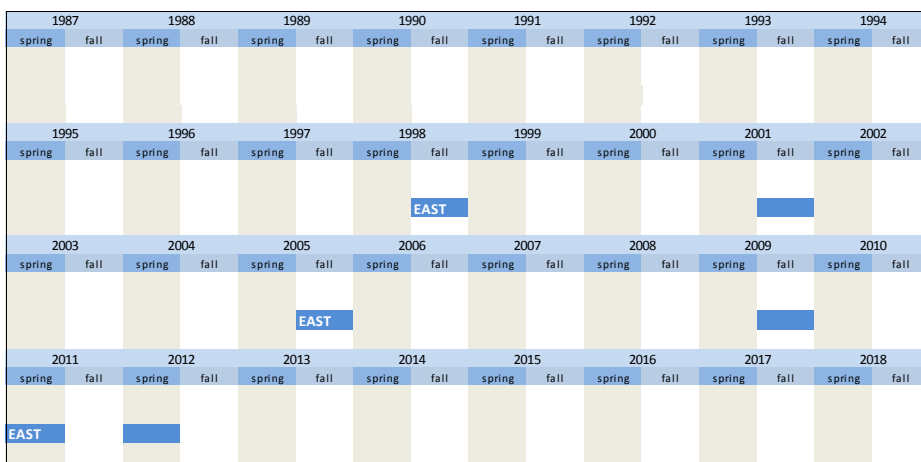 1987 1988 1989 1990 1991 1992 1993 1994
spring fall spring fall spring fall spring fall spring fall spring fall spring fall spring fall
1995 1996 1997 1998 1999 2000 2001 2002
spring fall spring fall spring fall spring fall spring fall spring fall spring fall spring fall
EAST
2003 2004 2005 2006 2007 2008 2009 2010
spring fall spring fall spring fall spring fall spring fall spring fall spring fall spring fall
EAST
2011 2012 2013 2014 2015 2016 2017 2018
spring fall spring fall spring fall spring fall spring fall spring fall spring fall spring fall
EAST